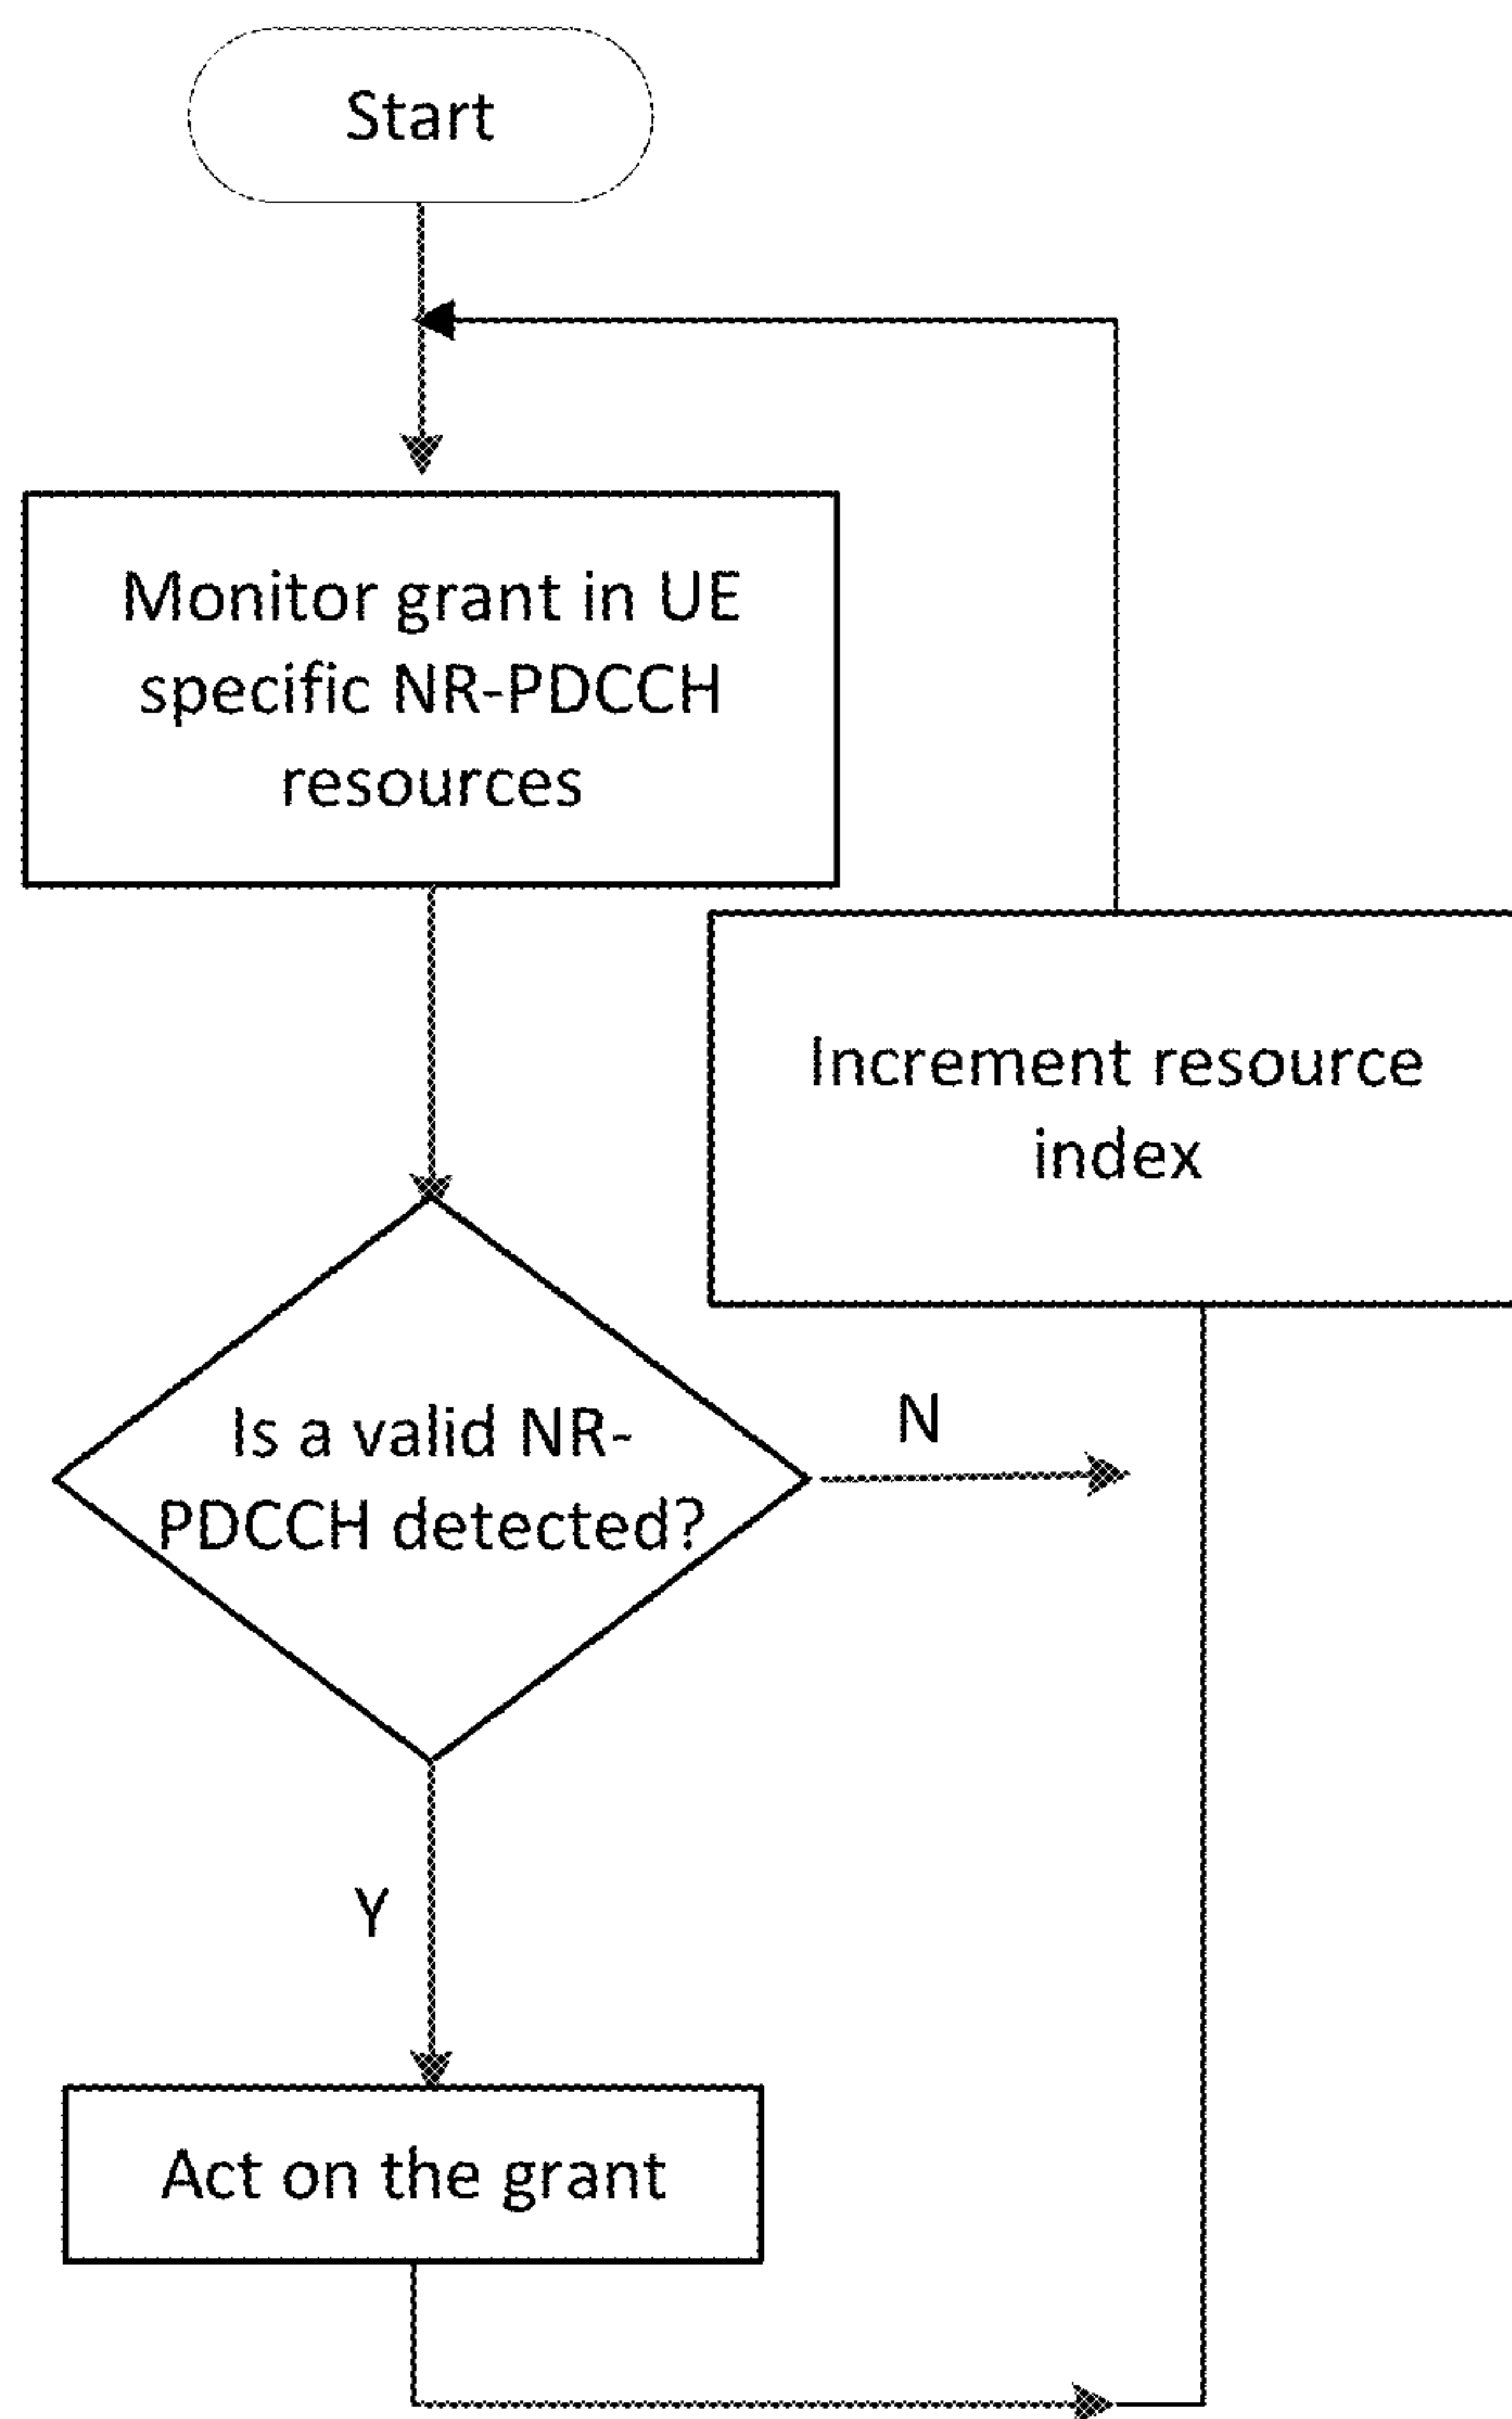 Start
Monitor grant in UE
specific NR-PDCCH
resources
Increment resource
index
Is a valid NR-
PDCCH detected?
N
Y
Act on the grant